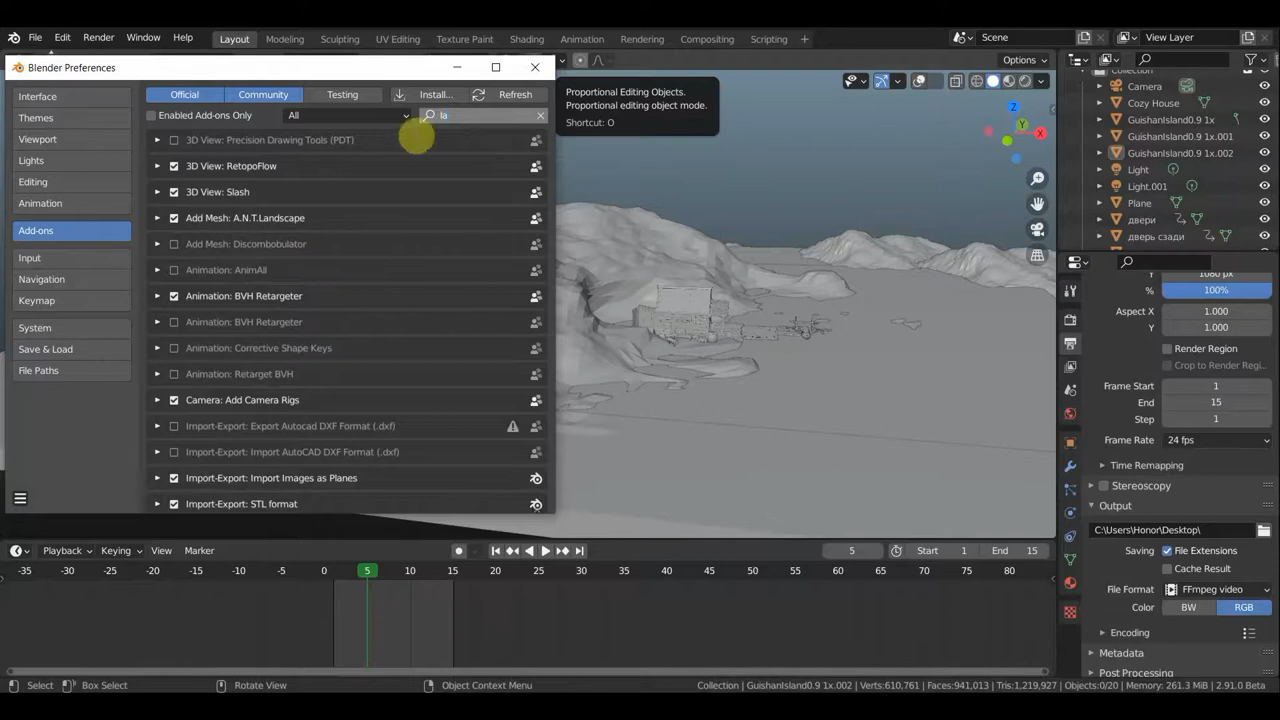 File Edit Render Window Help Layout Modeling Sculpting UV Editing Texture Paint Shading Animation Rendering Compositing Scripting + Scene View Layer
Blender Preferences
Options
Interface
Themes
Viewport
Lights
Editing
Animation
Add-ons
Input
Navigation
Keymap
System
Save & Load
File Paths
Official Community Testing Install... Refresh
Enabled Add-ons Only All la
3D View: Precision Drawing Tools (PDT)
3D View: RetopoFlow
3D View: Slash
Add Mesh: A.N.T.Landscape
Add Mesh: Discombobulator
Animation: AnimAll
Animation: BVH Retargeter
Animation: BVH Retargeter
Animation: Corrective Shape Keys
Animation: Retarget BVH
Camera: Add Camera Rigs
Import-Export: Export Autocad DXF Format (.dxf)
Import-Export: Import AutoCAD DXF Format (.dxf)
Import-Export: Import Images as Planes
Import-Export: STL format
Proportional Editing Objects.
Proportional editing object mode.
Shortcut: O
Z
Y
X
Collection
Camera
Cozy House
GuishanIsland0.9 1x
GuishanIsland0.9 1x.001
GuishanIsland0.9 1x.002
Light
Light.001
Plane
двери
дверь сзади
Y 1080 px
% 100%
Aspect X 1.000
Y 1.000
Render Region
Crop to Render Regi...
Frame Start 1
End 15
Step 1
Frame Rate 24 fps
Time Remapping
Stereoscopy
Output
C:\Users\Honor\Desktop\
Saving File Extensions
Cache Result
File Format FFmpeg video
Color BW RGB
Encoding
Metadata
Post Processing
Playback Keying View Marker 5 Start 1 End 15
-35 -30 -25 -20 -15 -10 -5 0 5 10 15 20 25 30 35 40 45 50 55 60 65 70 75 80
Select Box Select Rotate View Object Context Menu Collection | GuishanIsland0.9 1x.002 | Verts:610,761 | Faces:941,013 | Tris:1,219,927 | Objects:0/20 | Memory: 261.3 MiB | 2.91.0 Beta